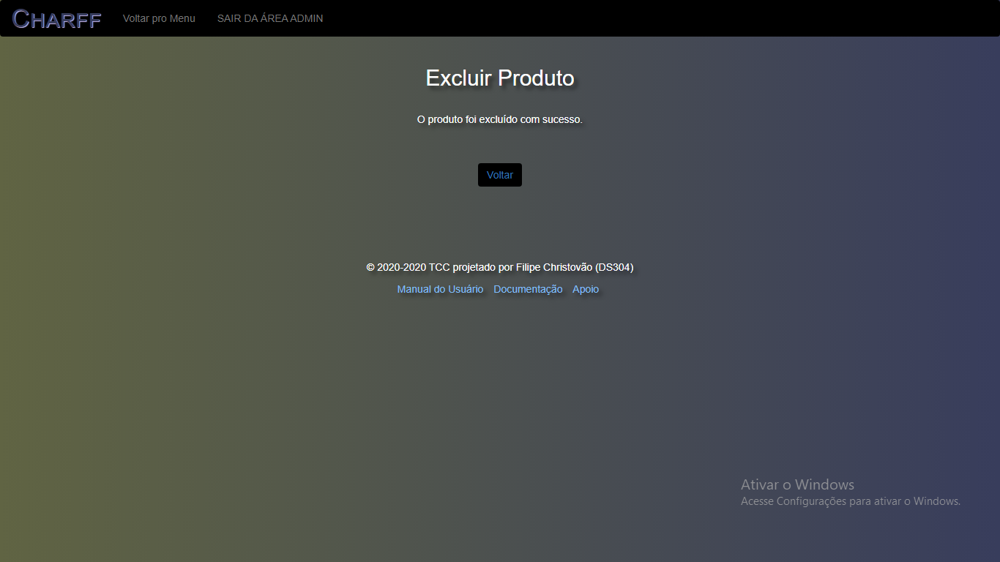 CHARFF Voltar pro Menu SAIR DA ÁREA ADMIN
Excluir Produto
O produto foi excluído com sucesso.
Voltar
© 2020-2020 TCC projetado por Filipe Christovão (DS304)
Manual do Usuário Documentação Apoio
Ativar o Windows
Acesse Configurações para ativar o Windows.